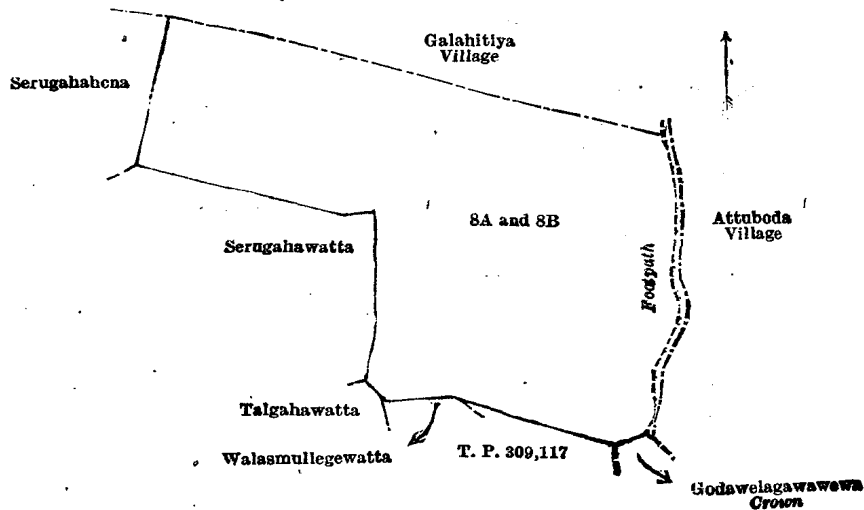 Galahitiya
Village
Serugahahena
8A and 8B
Attuboda
Village
Serugahawatta
Footpath
Talgahawatta
Walasmullegewatta
T. P. 309,117
Godawelagawawewa
Crown